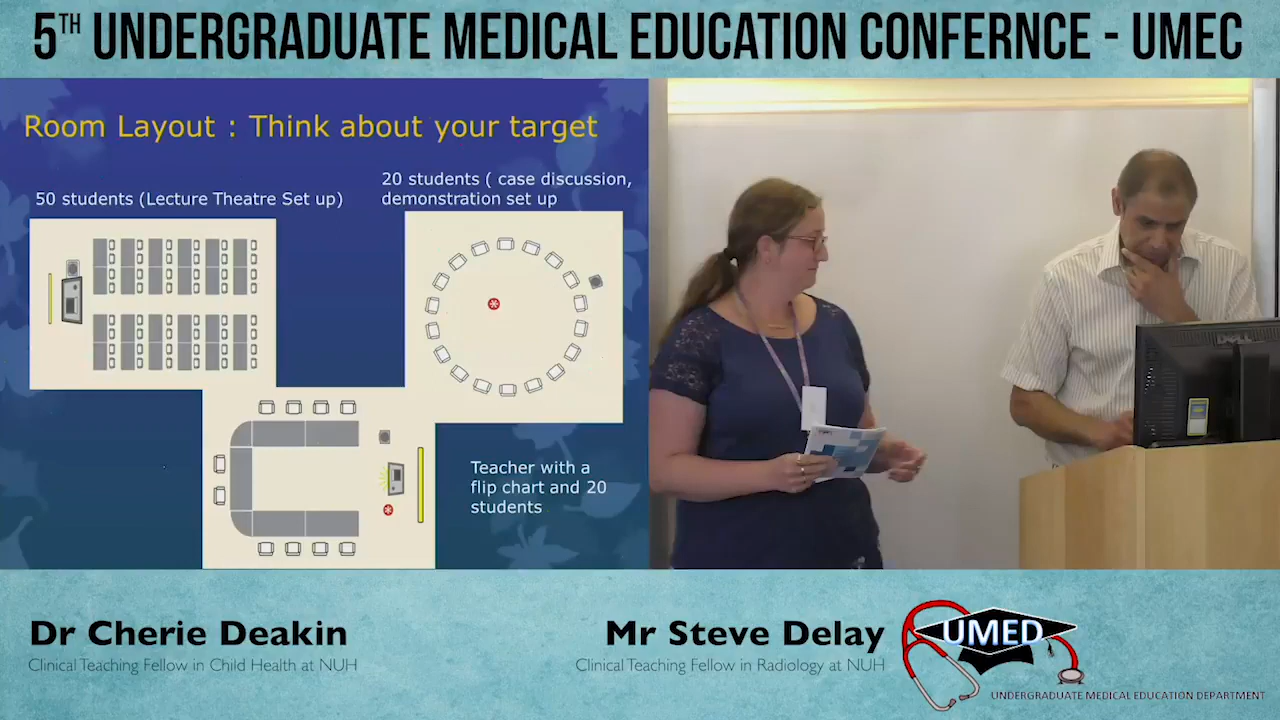 5TH UNDERGRADUATE MEDICAL EDUCATION CONFERNCE - UMEC
Room Layout : Think about your target
50 students (Lecture Theatre Set up)
20 students ( case discussion,
demonstration set up
Teacher with a
flip chart and 20
students
DELL
Dr Cherie Deakin
Clinical Teaching Fellow in Child Health at NUH
Mr Steve Delay
Clinical Teaching Fellow in Radiology at NUH
UMED
UNDERGRADUATE MEDICAL EDUCATION DEPARTMENT